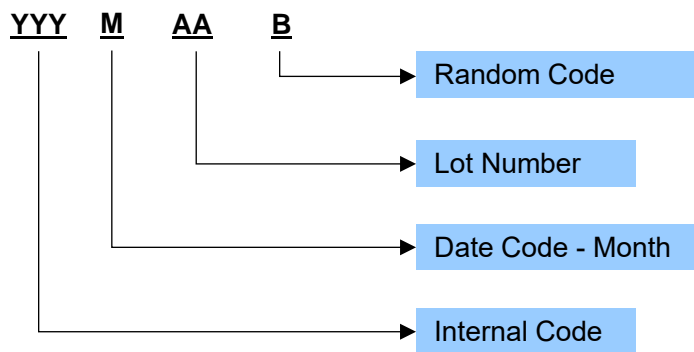 YYY M AA B
Random Code
Lot Number
Date Code - Month
Internal Code